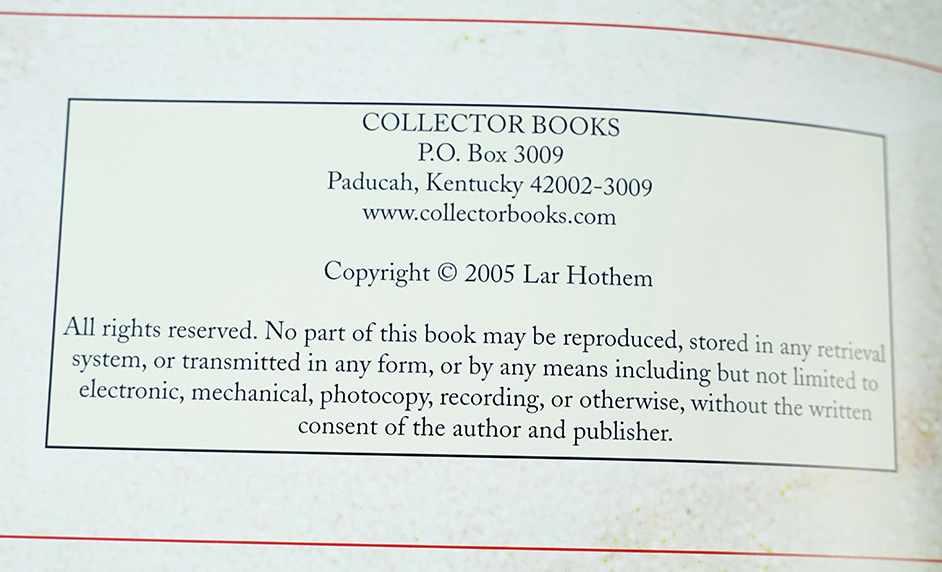 COLLECTOR BOOKS
P.O. Box 3009
Paducah, Kentucky 42002-3009
www.collectorbooks.com
Copyright © 2005 Lar Hothem
All rights reserved. No part of this book may be reproduced, stored in any retrieval
system, or transmitted in any form, or by any means including but not limited to
electronic, mechanical, photocopy, recording, or otherwise, without the written
consent of the author and publisher.